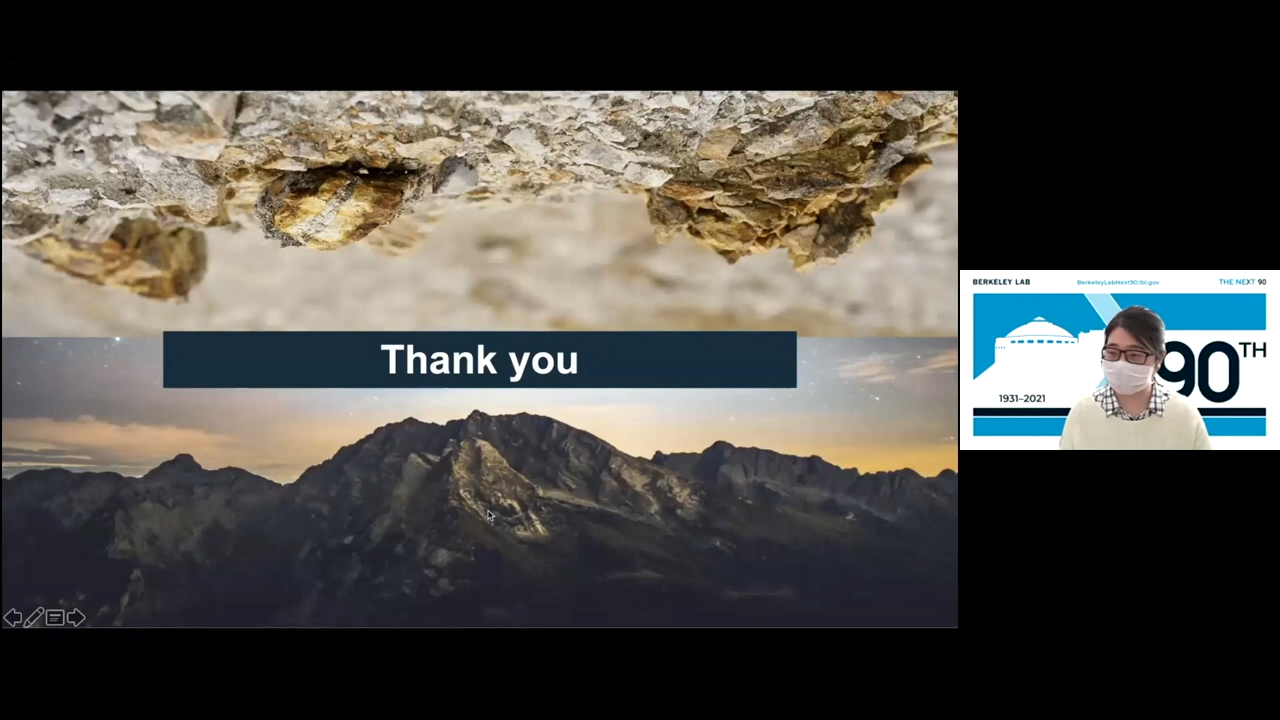 Thank you
BERKELEY LAB
BerkeleyLabNext90.lbl.gov
THE NEXT 90
90TH
1931–2021